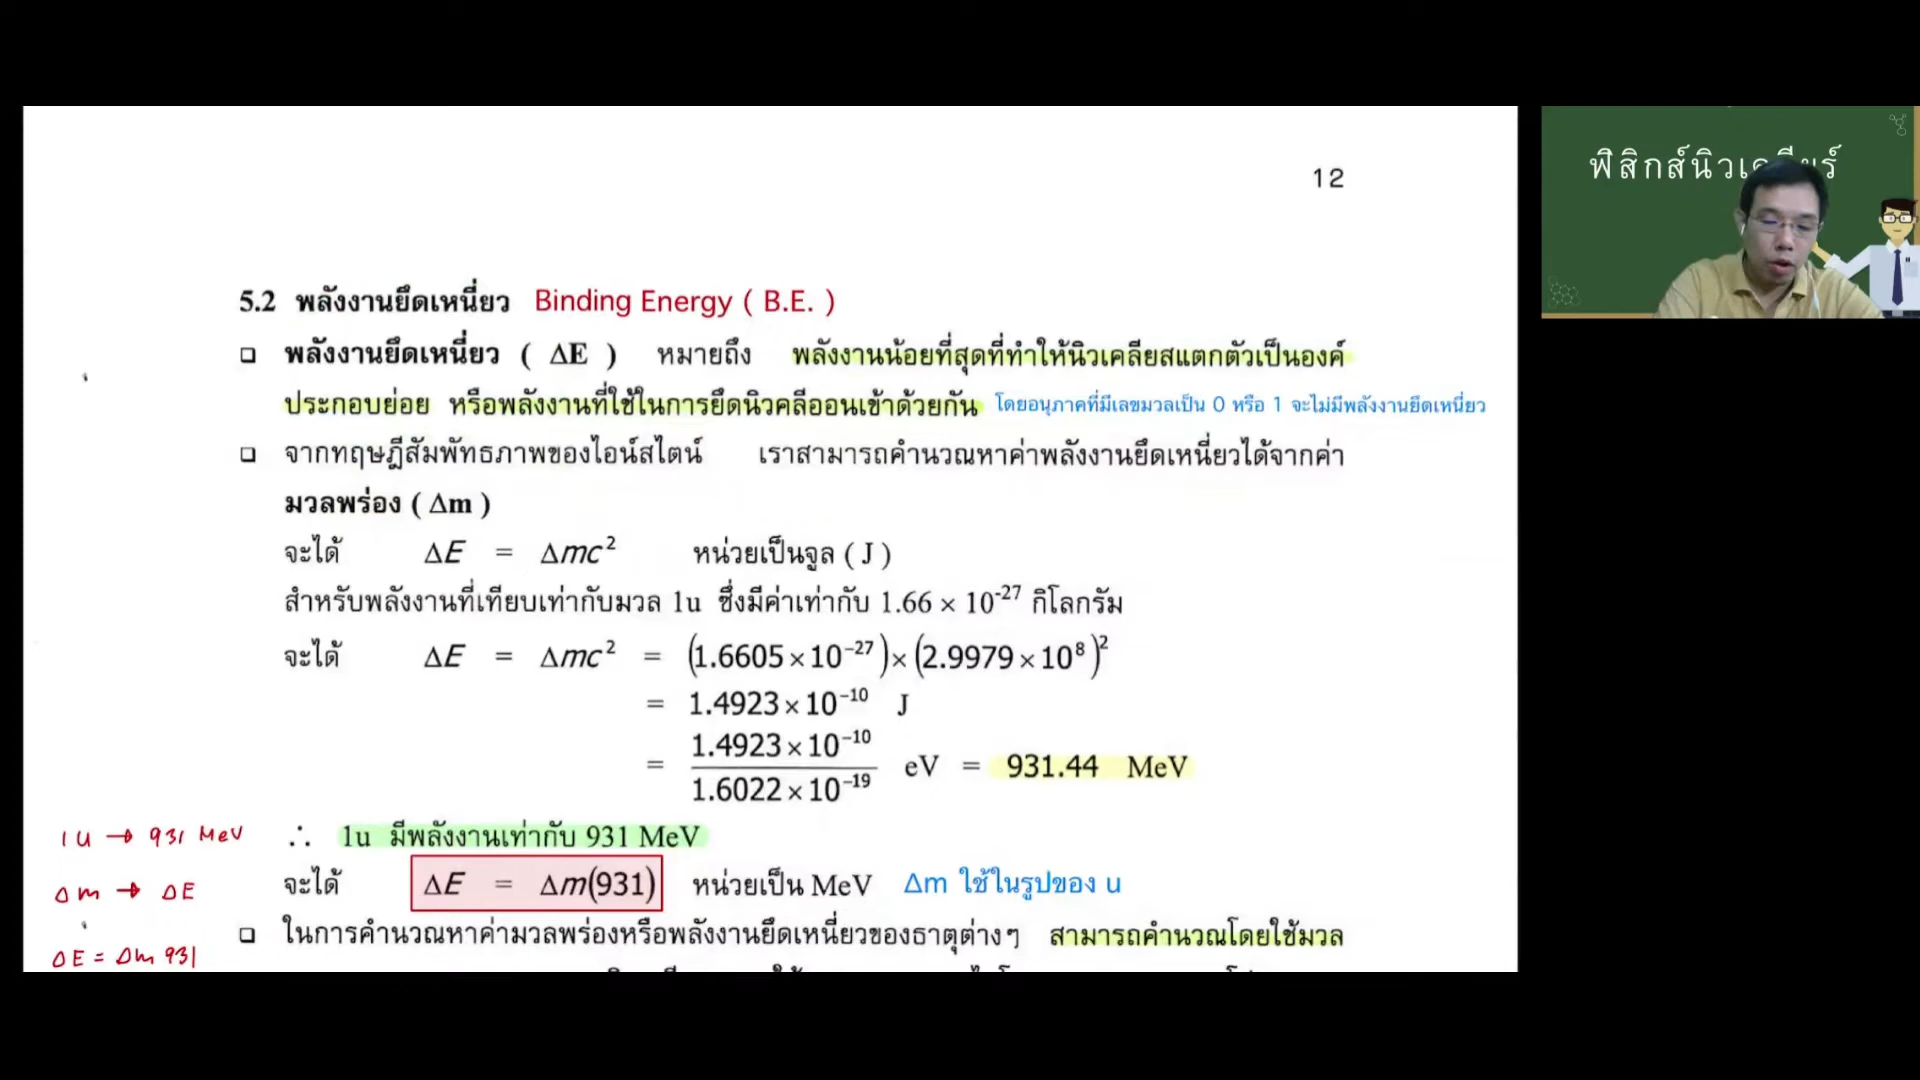 12
5.2 พลังงานยึดเหนี่ยว Binding Energy ( B.E. )
❑ พลังงานยึดเหนี่ยว ( ΔE ) หมายถึง พลังงานน้อยที่สุดที่ทำให้นิวเคลียสแตกตัวเป็นองค์
ประกอบย่อย หรือพลังงานที่ใช้ในการยึดนิวคลีออนเข้าด้วยกัน โดยอนุภาคที่มีเลขมวลเป็น 0 หรือ 1 จะไม่มีพลังงานยึดเหนี่ยว
❑ จากทฤษฎีสัมพัทธภาพของไอน์สไตน์ เราสามารถคำนวณหาค่าพลังงานยึดเหนี่ยวได้จากค่า
มวลพร่อง ( Δm )
จะได้ ΔE = Δmc² หน่วยเป็นจูล ( J )
สำหรับพลังงานที่เทียบเท่ากับมวล 1u ซึ่งมีค่าเท่ากับ 1.66 × 10⁻²⁷ กิโลกรัม
จะได้ ΔE = Δmc² = (1.6605×10⁻²⁷)×(2.9979×10⁸)²
= 1.4923×10⁻¹⁰ J
= 1.4923×10⁻¹⁰ / 1.6022×10⁻¹⁹ eV = 931.44 MeV
1u → 931 MeV ∴ 1u มีพลังงานเท่ากับ 931 MeV
Δm → ΔE จะได้ ΔE = Δm(931) หน่วยเป็น MeV Δm ใช้ในรูปของ u
❑ ในการคำนวณหาค่ามวลพร่องหรือพลังงานยึดเหนี่ยวของธาตุต่างๆ สามารถคำนวณโดยใช้มวล
ΔE = Δm 931